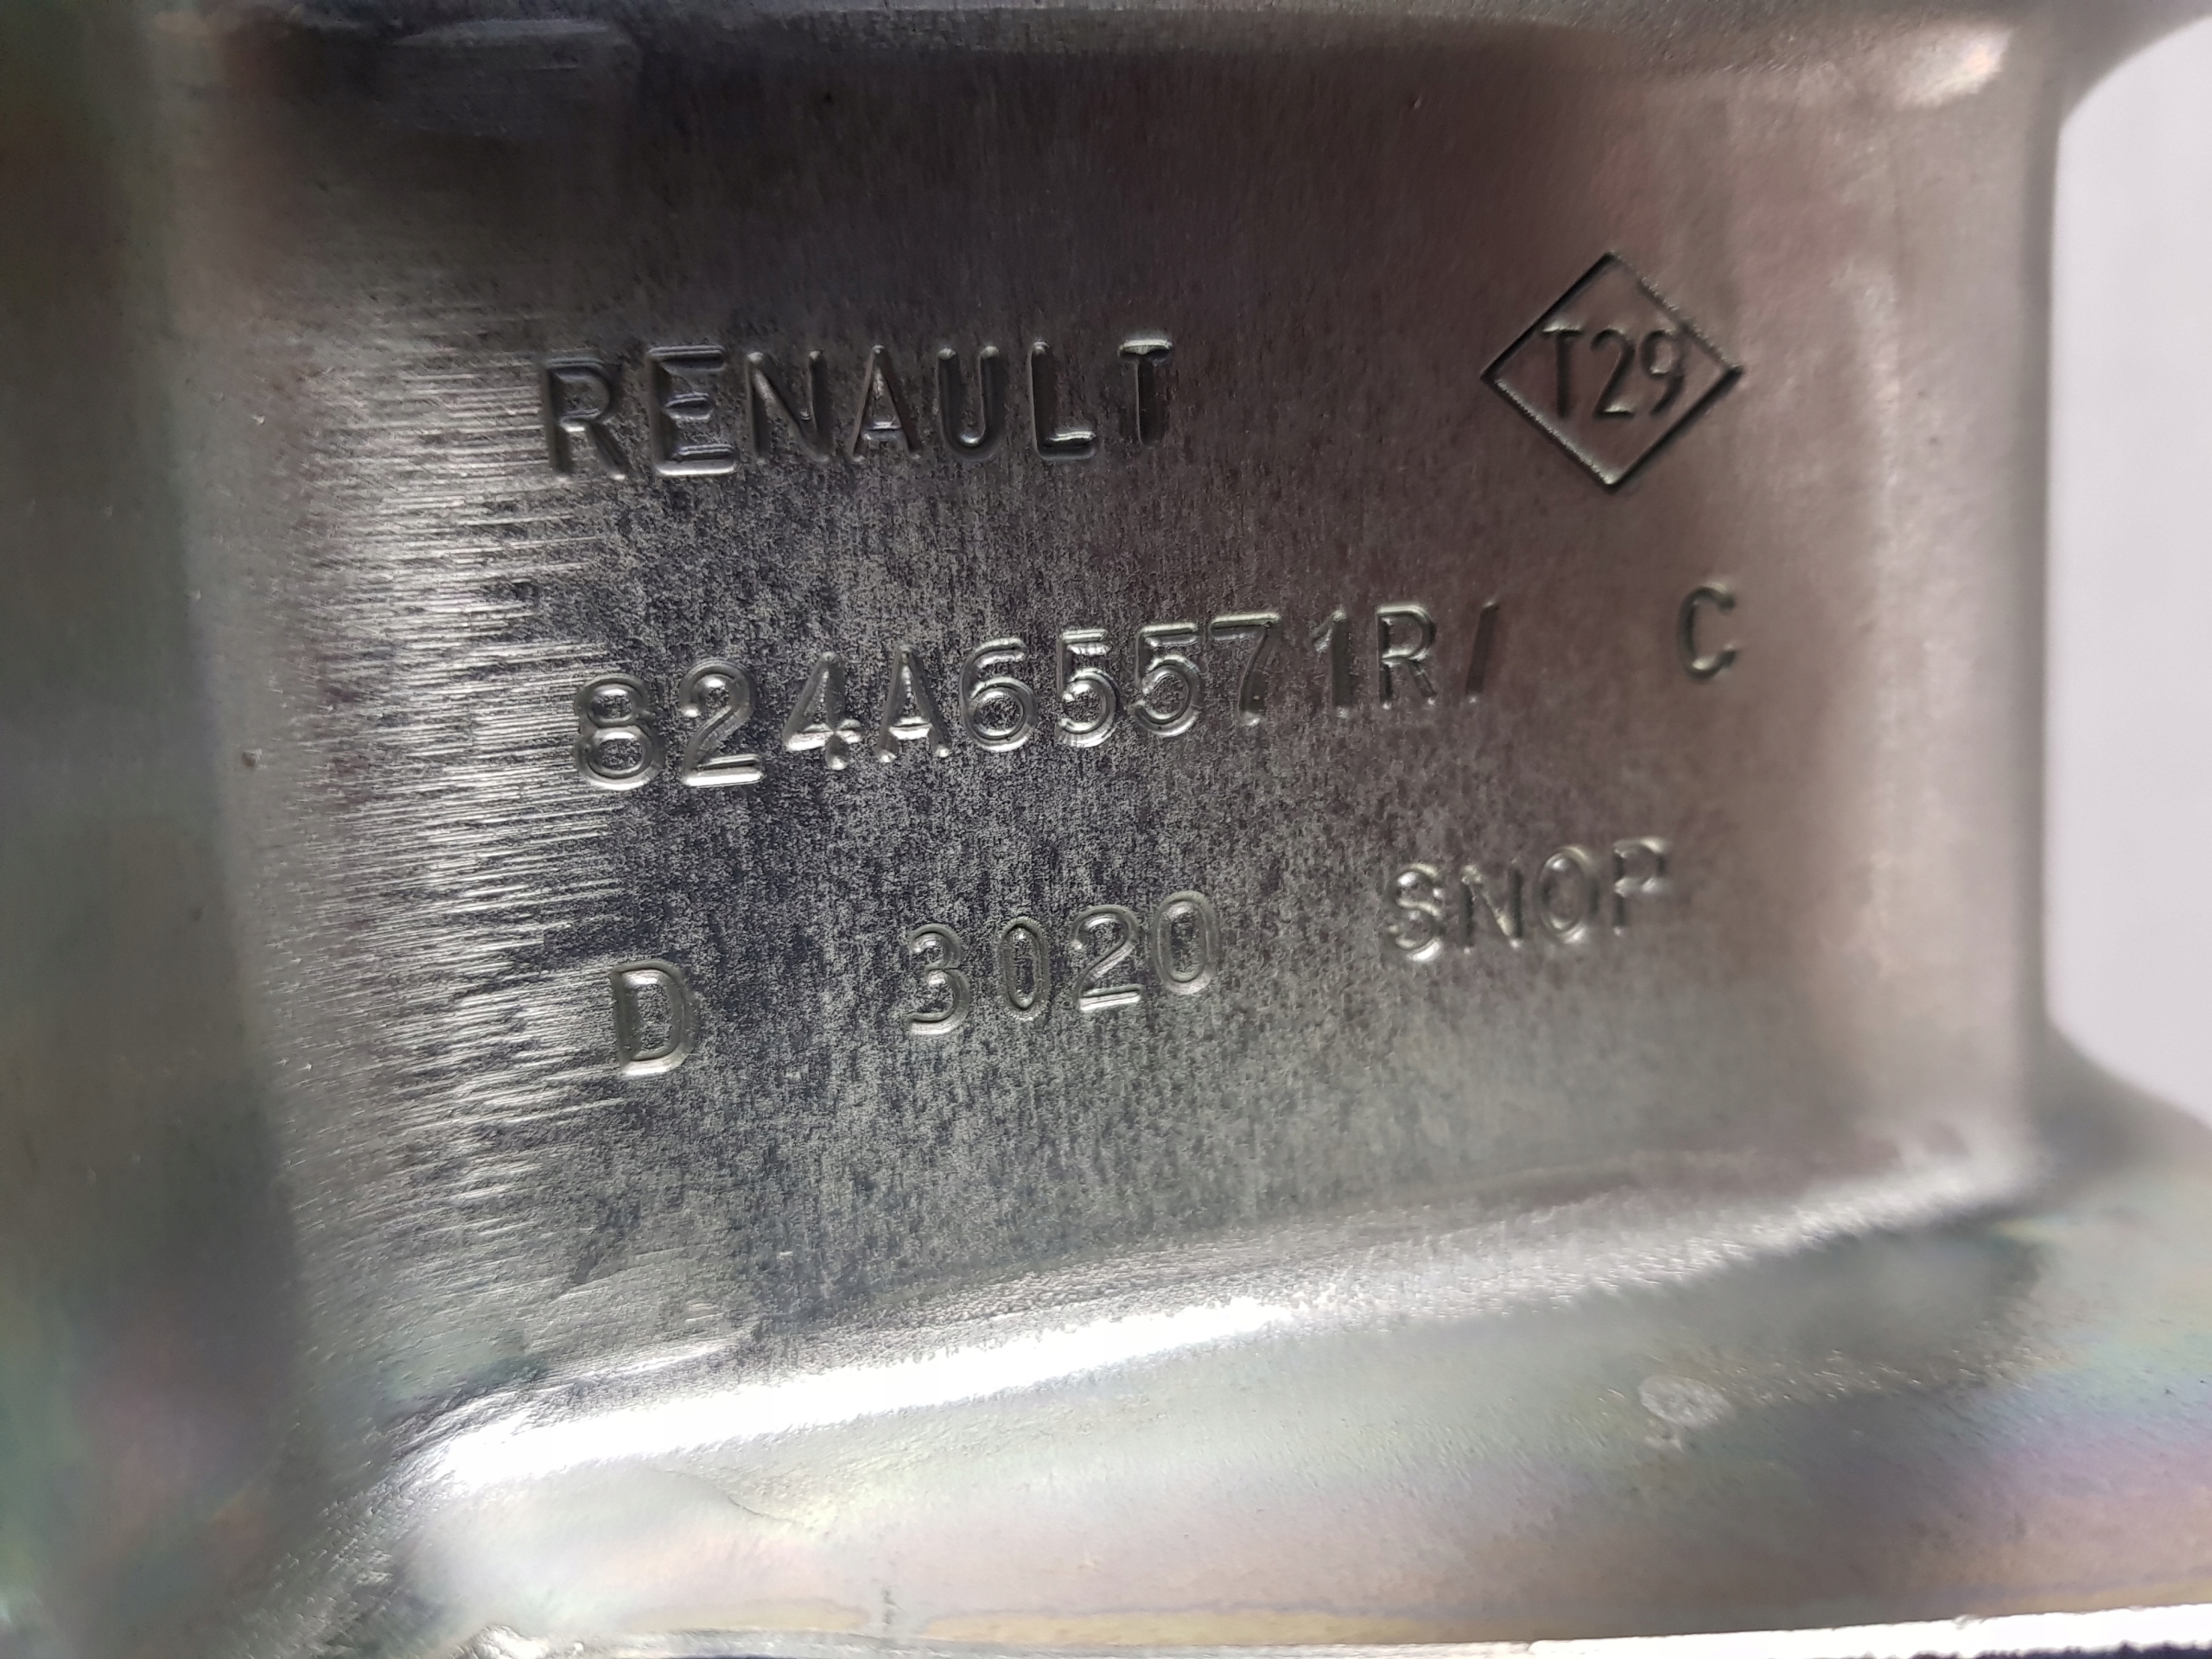 RENAULT T29
824A65571R/ C
D 3020 SNOP